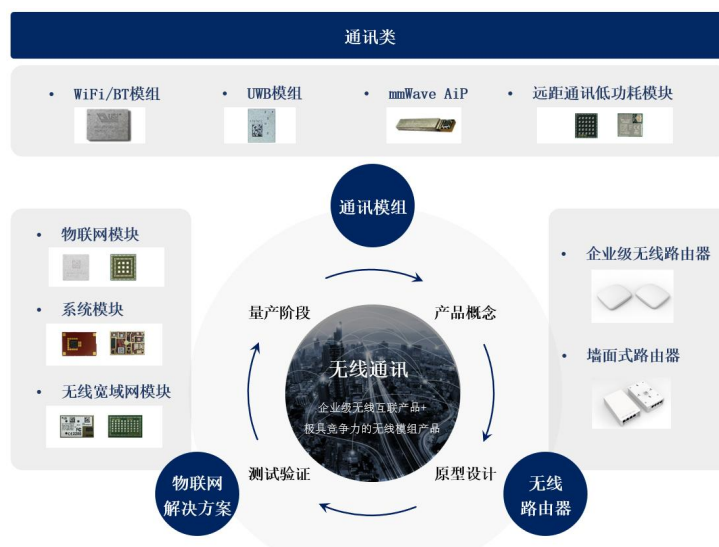 通讯类
• WiFi/BT模组
• UWB模组
• mmWave AiP
• 远距通讯低功耗模块
通讯模组
• 物联网模块
• 系统模块
• 无线宽域网模块
• 企业级无线路由器
• 墙面式路由器
量产阶段
产品概念
无线通讯
企业级无线互联产品+
极具竞争力的无线模组产品
测试验证
原型设计
物联网
解决方案
无线
路由器